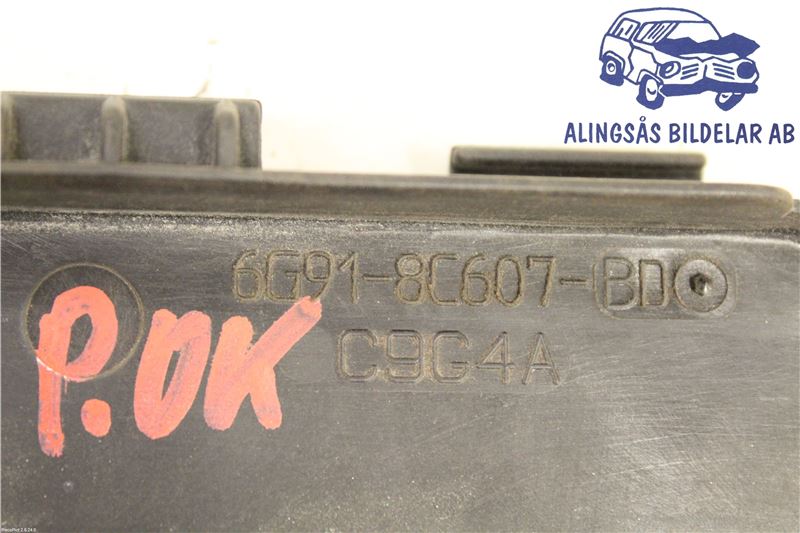 ALINGSÅS BILDELAR AB
6G91-8C607-BD
C9G4A
P.OK